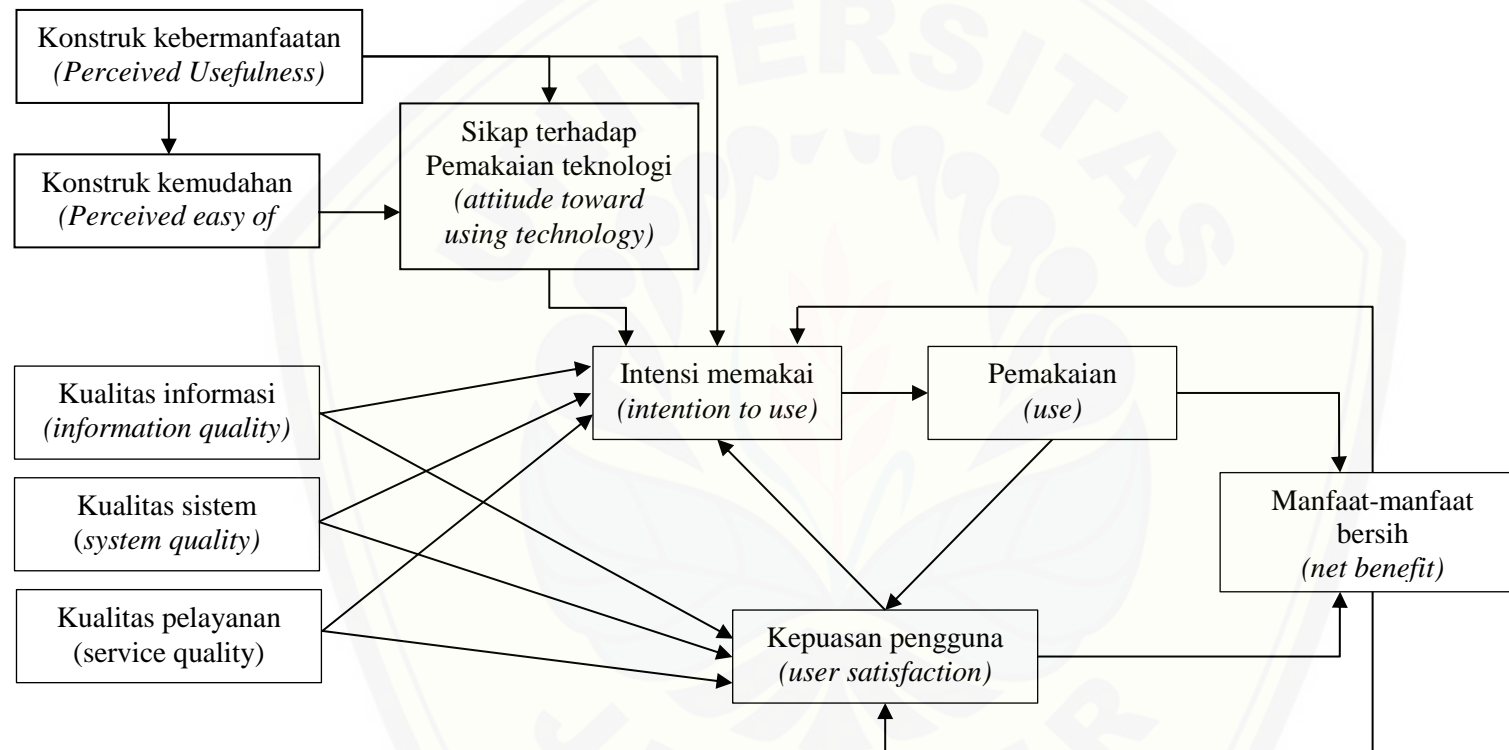 Konstruk kebermanfaatan
(Perceived Usefulness)
Sikap terhadap
Pemakaian teknologi
(attitude toward
using technology)
Konstruk kemudahan
(Perceived easy of
Kualitas informasi
(information quality)
Intensi memakai
(intention to use)
Pemakaian
(use)
Kualitas sistem
(system quality)
Manfaat-manfaat
bersih
(net benefit)
Kualitas pelayanan
(service quality)
Kepuasan pengguna
(user satisfaction)
UNIVERSITAS